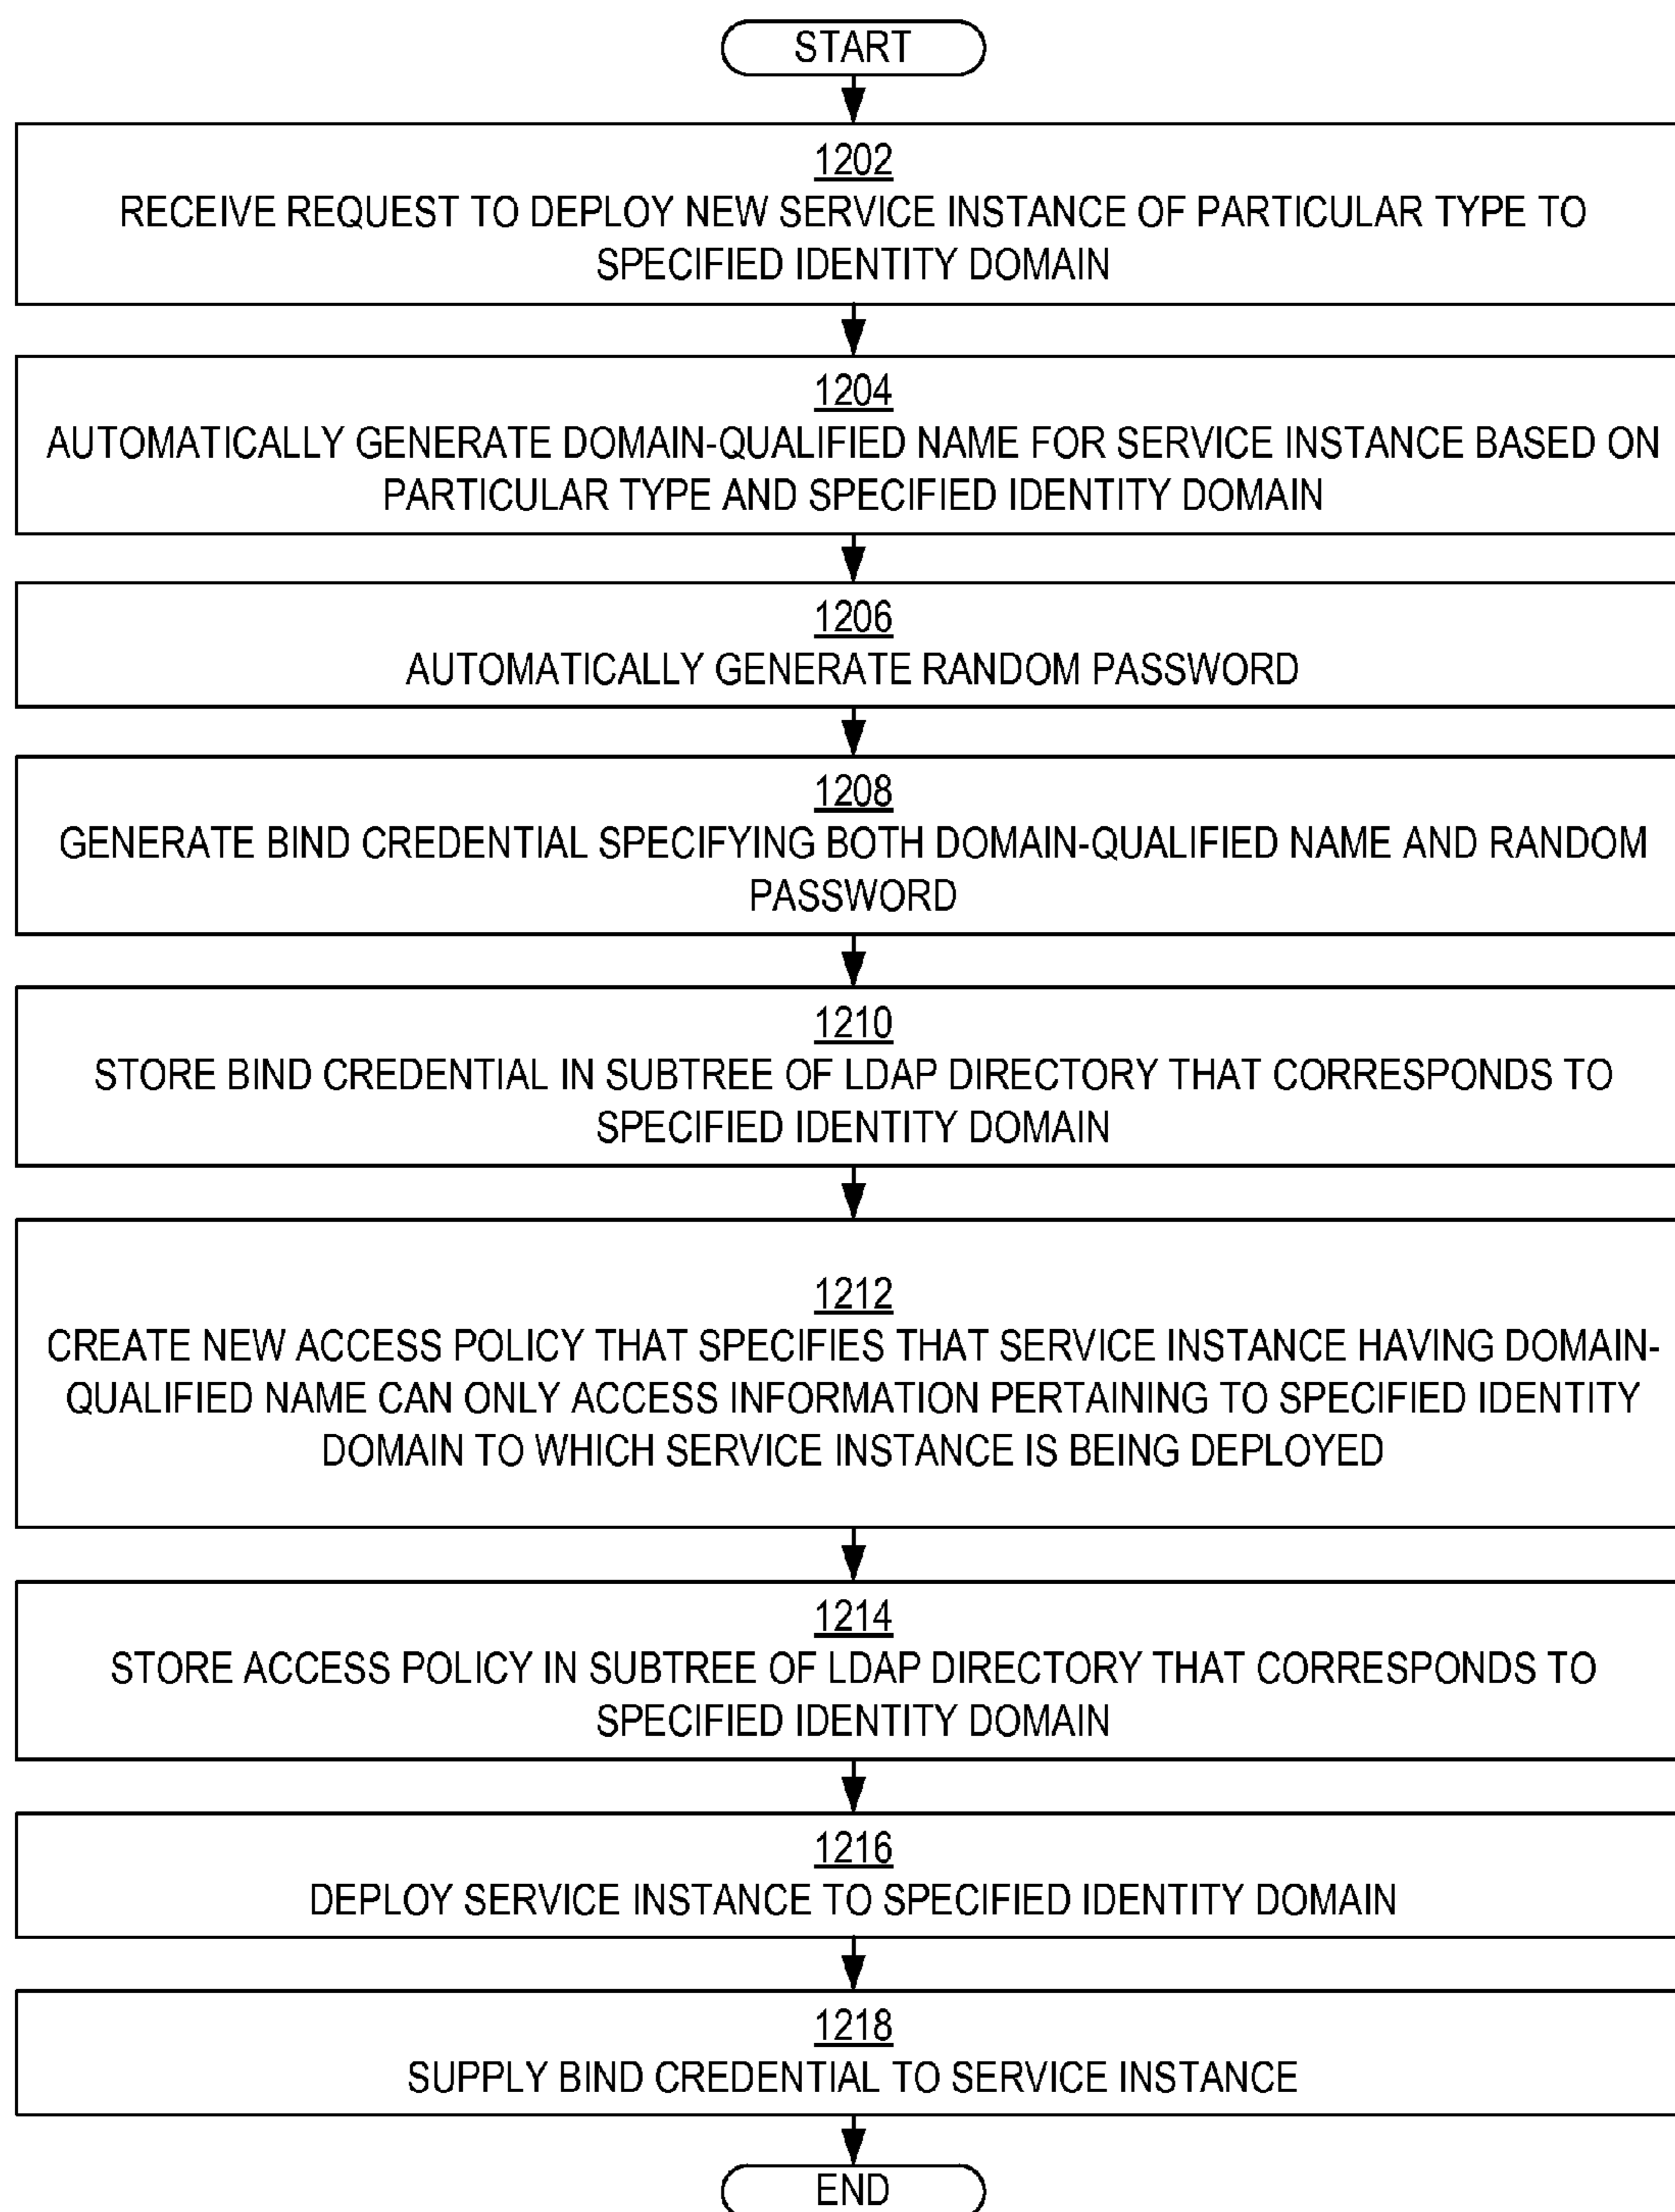 START
1202
RECEIVE REQUEST TO DEPLOY NEW SERVICE INSTANCE OF PARTICULAR TYPE TO
SPECIFIED IDENTITY DOMAIN
1204
AUTOMATICALLY GENERATE DOMAIN-QUALIFIED NAME FOR SERVICE INSTANCE BASED ON
PARTICULAR TYPE AND SPECIFIED IDENTITY DOMAIN
1206
AUTOMATICALLY GENERATE RANDOM PASSWORD
1208
GENERATE BIND CREDENTIAL SPECIFYING BOTH DOMAIN-QUALIFIED NAME AND RANDOM
PASSWORD
1210
STORE BIND CREDENTIAL IN SUBTREE OF LDAP DIRECTORY THAT CORRESPONDS TO
SPECIFIED IDENTITY DOMAIN
1212
CREATE NEW ACCESS POLICY THAT SPECIFIES THAT SERVICE INSTANCE HAVING DOMAIN-
QUALIFIED NAME CAN ONLY ACCESS INFORMATION PERTAINING TO SPECIFIED IDENTITY
DOMAIN TO WHICH SERVICE INSTANCE IS BEING DEPLOYED
1214
STORE ACCESS POLICY IN SUBTREE OF LDAP DIRECTORY THAT CORRESPONDS TO
SPECIFIED IDENTITY DOMAIN
1216
DEPLOY SERVICE INSTANCE TO SPECIFIED IDENTITY DOMAIN
1218
SUPPLY BIND CREDENTIAL TO SERVICE INSTANCE
END